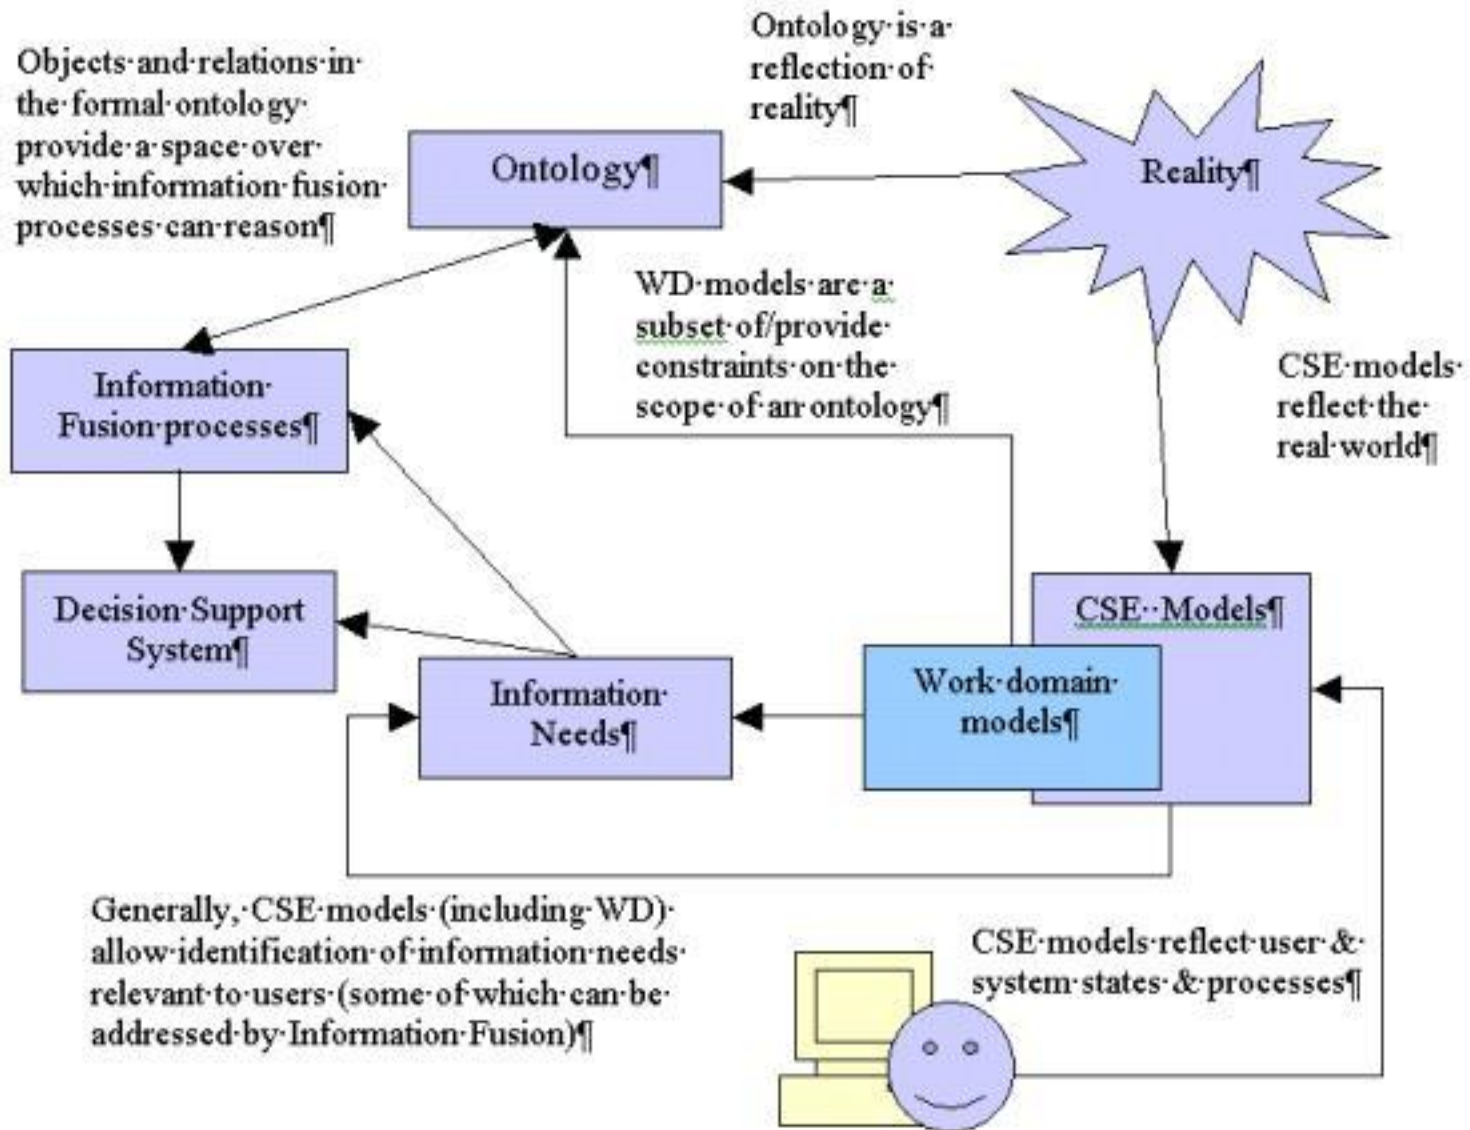 Objects·and·relations·in·
the·formal·ontology·
provide·a·space·over·
which·information·fusion·
processes·can·reason¶
Ontology·is·a·
reflection·of·
reality¶
Ontology¶
Reality¶
WD·models·are·a·
subset·of/provide·
constraints·on·the·
scope·of·an·ontology¶
CSE·models·
reflect·the·
real·world¶
Information·
Fusion·processes¶
Decision·Support
System¶
Information·
Needs¶
Work·domain·
models¶
CSE··Models¶
Generally,·CSE·models·(including·WD)·
allow·identification·of·information·needs·
relevant·to·users·(some·of·which·can·be·
addressed·by·Information·Fusion)¶
CSE·models·reflect·user·&·
system·states·&·processes¶